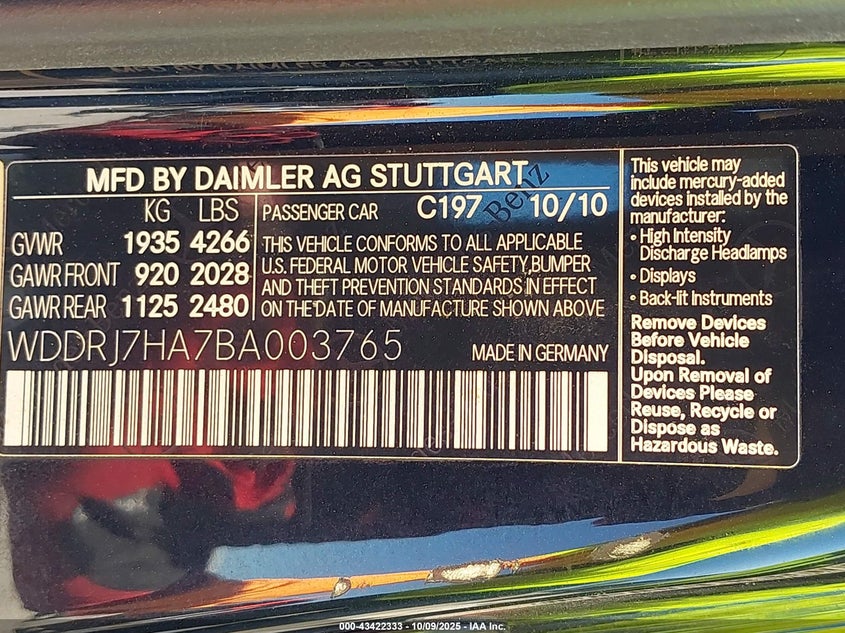 MFD BY DAIMLER AG STUTTGART
KG LBS
GVWR 1935 4266
GAWR FRONT 920 2028
GAWR REAR 1125 2480
PASSENGER CAR C197 10/10
THIS VEHICLE CONFORMS TO ALL APPLICABLE
U.S. FEDERAL MOTOR VEHICLE SAFETY, BUMPER
AND THEFT PREVENTION STANDARDS IN EFFECT
ON THE DATE OF MANUFACTURE SHOWN ABOVE
WDDRJ7HA7BA003765 MADE IN GERMANY
This vehicle may
include mercury-added
devices installed by the
manufacturer:
• High Intensity
Discharge Headlamps
• Displays
• Back-lit Instruments
Remove Devices
Before Vehicle
Disposal.
Upon Removal of
Devices Please
Reuse, Recycle or
Dispose as
Hazardous Waste.
Benz
000-43422333 - 10/09/2025 - IAA Inc.